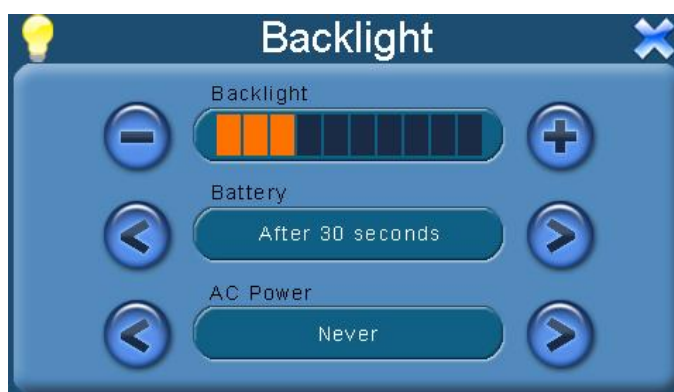 Backlight
Backlight
Battery
After 30 seconds
AC Power
Never